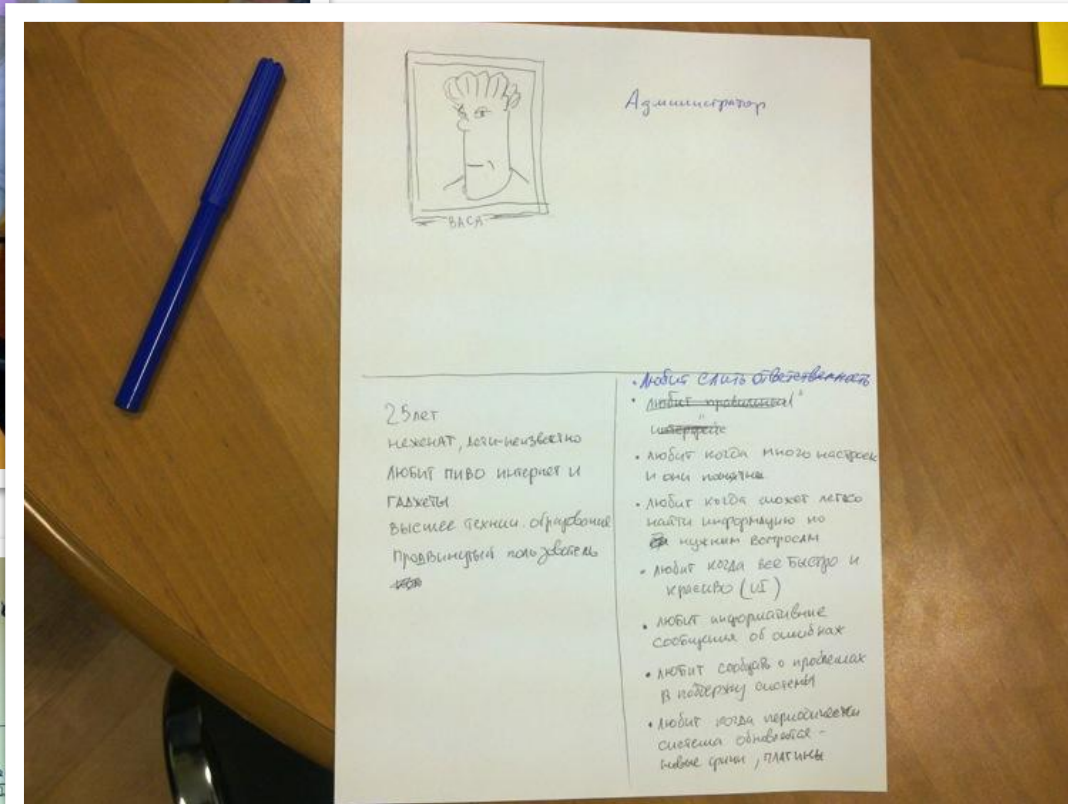 Администратор
ВАСЯ
25 лет
неженат, дети-неизвестно
любит пиво интернет и
гаджеты
высшее технич. образование
продвинутый пользователь
• любит слить ответственность
• любит правильный
"интерфейс
• любит когда много настроек
и они понятны
• любит когда может легко
найти информацию по
нужным вопросам
• любит когда все быстро и
красиво (UI)
• любит информативные
сообщения об ошибках
• любит сообщать о проблемах
в поддержку системы
• любит когда периодически
система обновляется -
новые фичи, плагины